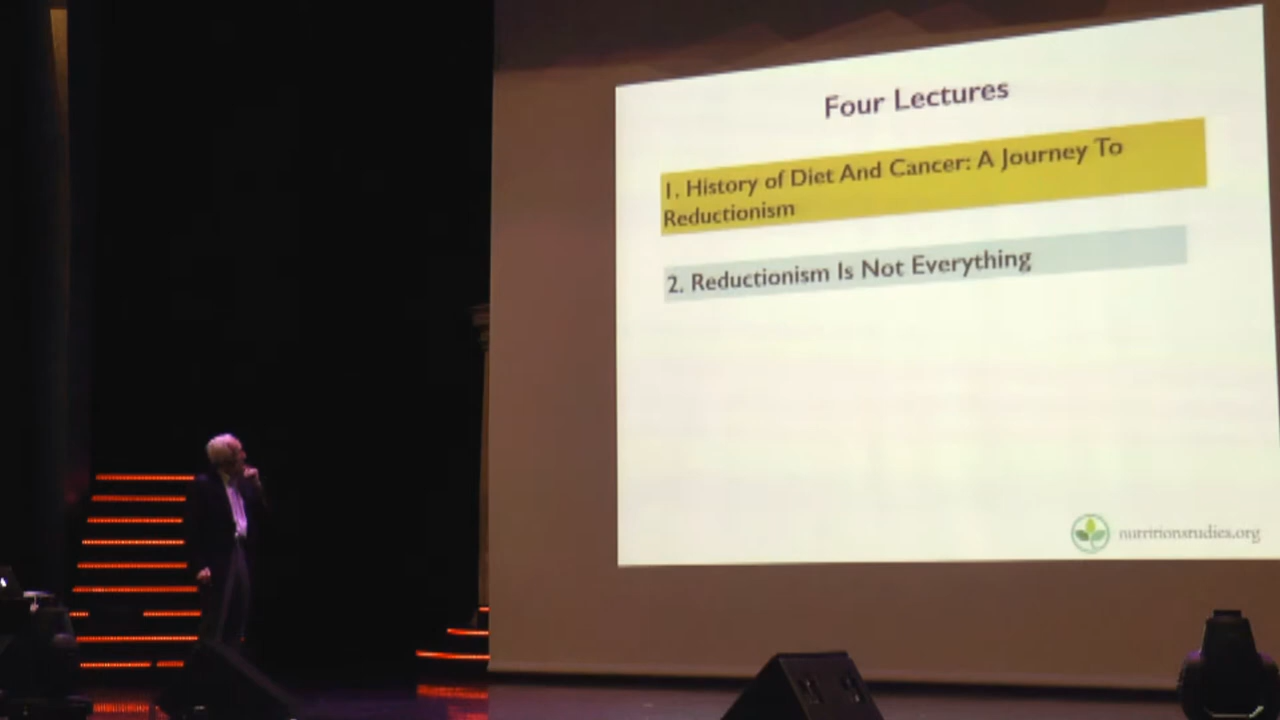 Four Lectures
1. History of Diet And Cancer: A Journey To
Reductionism
2. Reductionism Is Not Everything
nutritionstudies.org